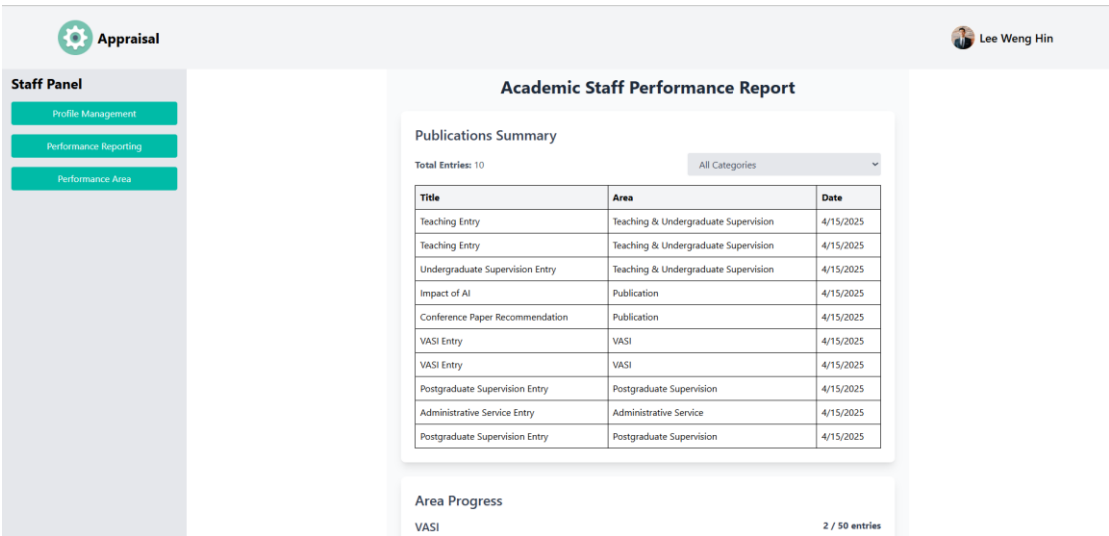 Appraisal
Lee Weng Hin
Staff Panel
Profile Management
Performance Reporting
Performance Area
Academic Staff Performance Report
Publications Summary
Total Entries: 10
All Categories
Title Area Date
Teaching Entry Teaching & Undergraduate Supervision 4/15/2025
Teaching Entry Teaching & Undergraduate Supervision 4/15/2025
Undergraduate Supervision Entry Teaching & Undergraduate Supervision 4/15/2025
Impact of AI Publication 4/15/2025
Conference Paper Recommendation Publication 4/15/2025
VASI Entry VASI 4/15/2025
VASI Entry VASI 4/15/2025
Postgraduate Supervision Entry Postgraduate Supervision 4/15/2025
Administrative Service Entry Administrative Service 4/15/2025
Postgraduate Supervision Entry Postgraduate Supervision 4/15/2025
Area Progress
VASI 2 / 50 entries